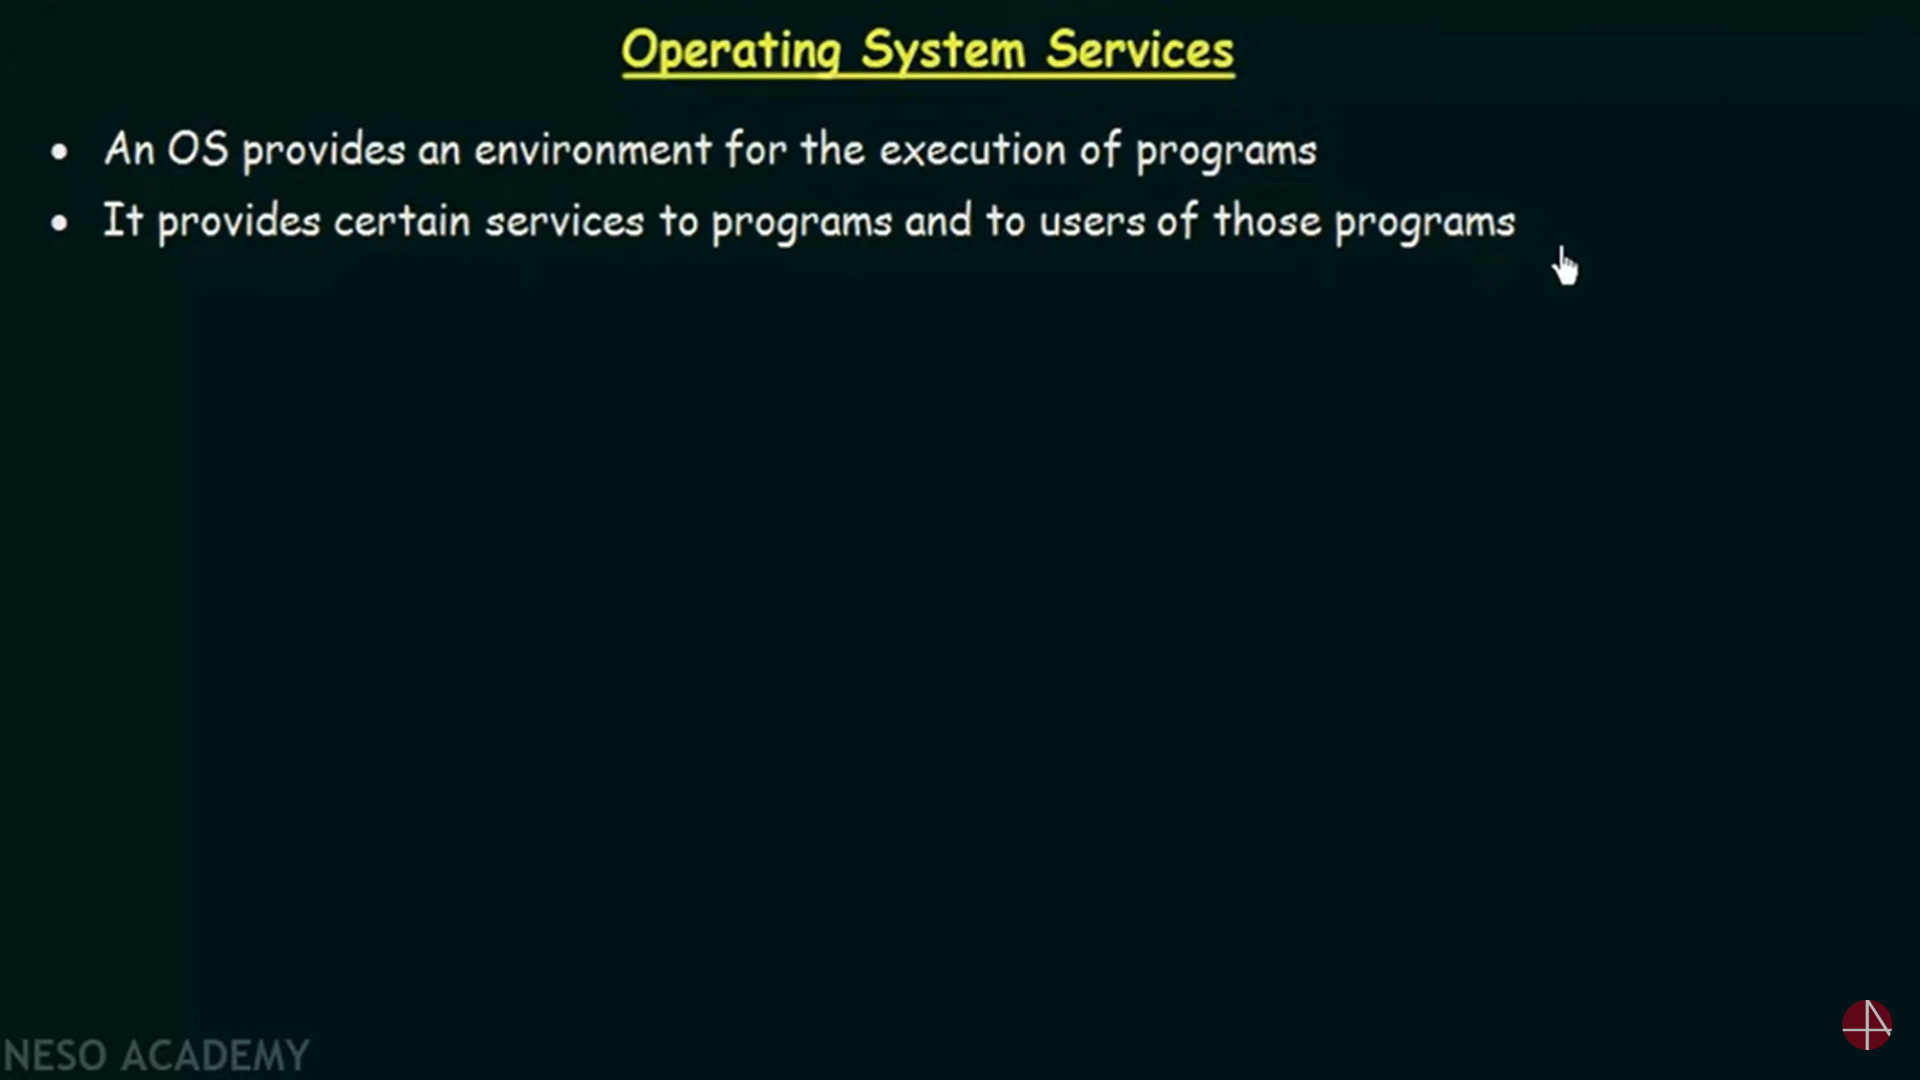 Operating System Services
• An OS provides an environment for the execution of programs
• It provides certain services to programs and to users of those programs
NESO ACADEMY